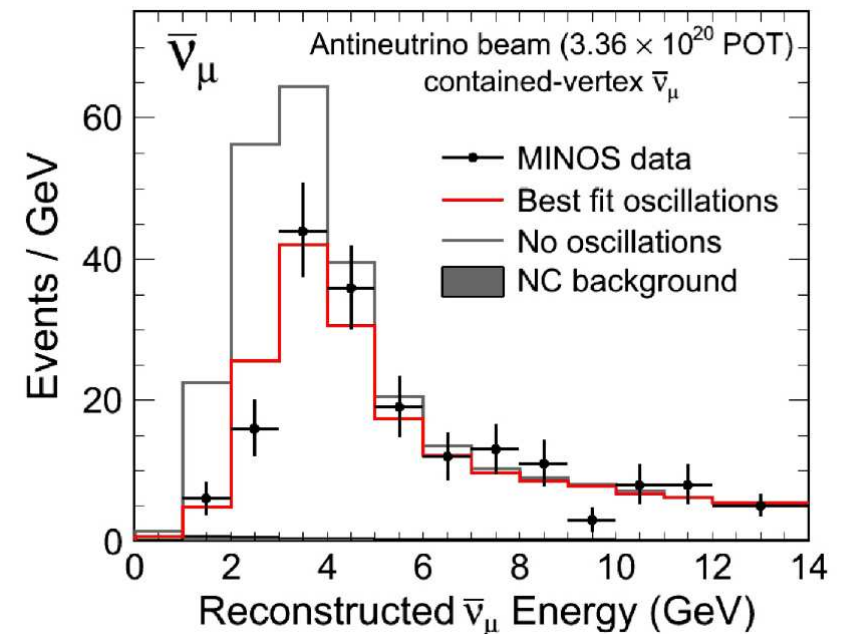 ν̅μ
Antineutrino beam (3.36 × 10²⁰ POT)
contained-vertex ν̅μ
MINOS data
Best fit oscillations
No oscillations
NC background
Events / GeV
60
40
20
0
0 2 4 6 8 10 12 14
Reconstructed ν̅μ Energy (GeV)